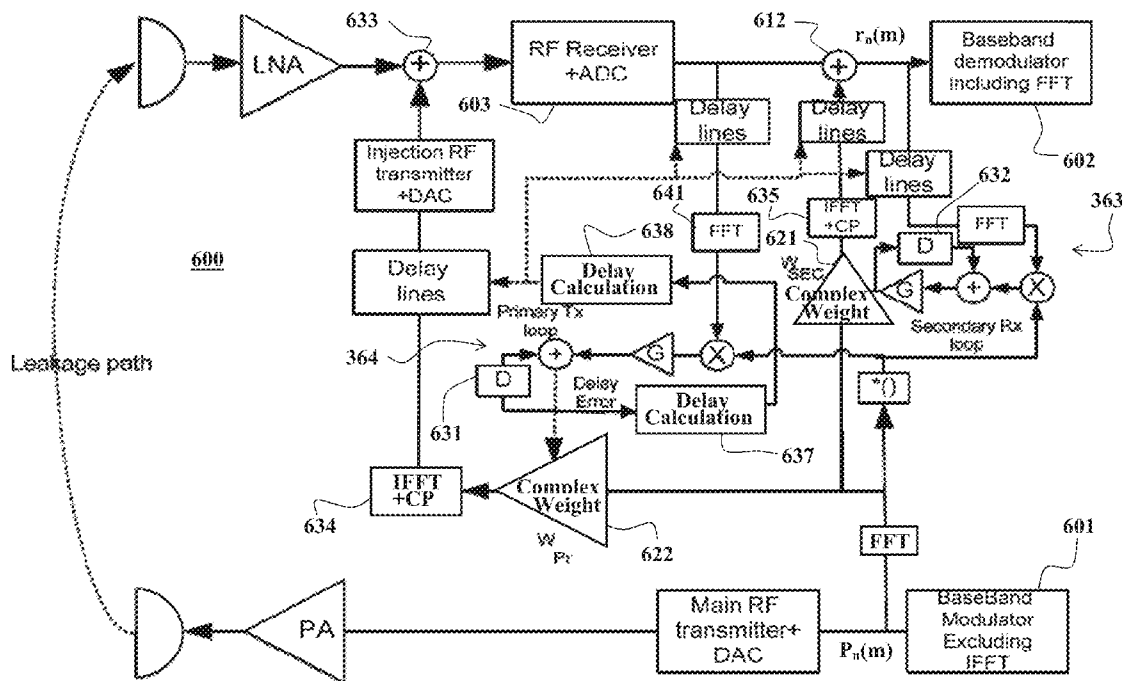 633
612
r_n(m)
LNA
+
RF Receiver
+ADC
+
Baseband
demodulator
including FFT
603
Delay
lines
Delay
lines
Injection RF
transmitter
+DAC
Delay
lines
602
641
635
632
638
IFFT
+CP
FFT
363
600
FFT
621
D
W
SEC
Delay
lines
Delay
Calculation
Complex
Weight
G
+
X
Primary Tx
loop
Secondary Rx
loop
364
Leakage path
+
G
X
*()
D
Delay
Error
Delay
Calculation
631
637
IFFT
+CP
Complex
Weight
634
W
Pr
622
FFT
601
PA
Main RF
transmitter+
DAC
P_n(m)
BaseBand
Modulator
Excluding
IFFT